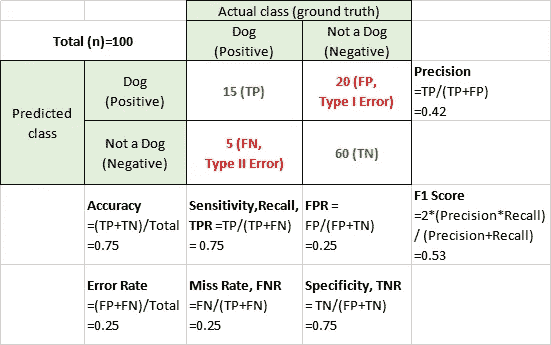 Actual class (ground truth)
Total (n)=100
Dog
(Positive)
Not a Dog
(Negative)
Predicted
class
Dog
(Positive)
15 (TP)
20 (FP,
Type I Error)
Precision
=TP/(TP+FP)
=0.42
Not a Dog
(Negative)
5 (FN,
Type II Error)
60 (TN)
Accuracy
=(TP+TN)/Total
=0.75
Sensitivity,Recall,
TPR =TP/(TP+FN)
= 0.75
FPR =
FP/(FP+TN)
=0.25
F1 Score
=2*(Precision*Recall)
/ (Precision+Recall)
=0.53
Error Rate
=(FP+FN)/Total
=0.25
Miss Rate, FNR
=FN/(TP+FN)
=0.25
Specificity, TNR
= TN/(FP+TN)
=0.75